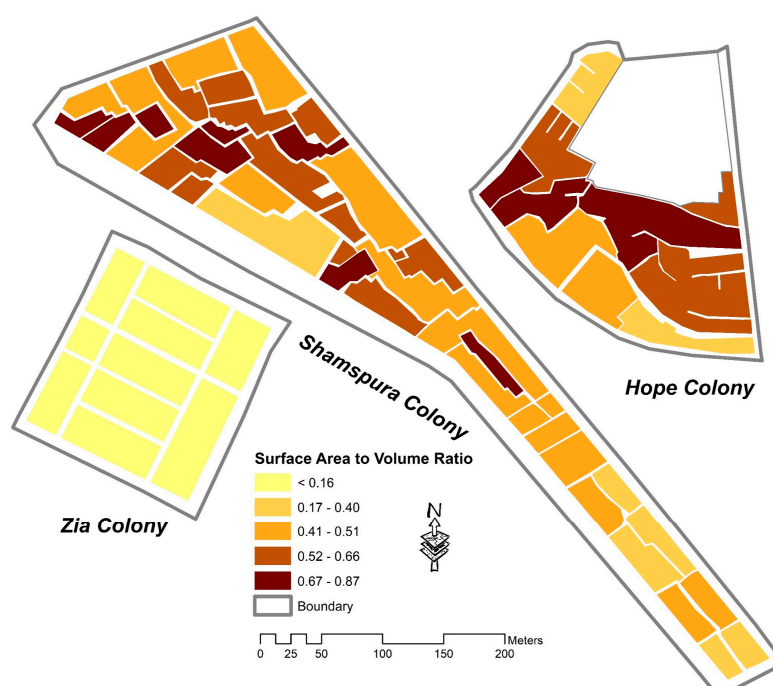 Hope Colony
Shamspura Colony
Zia Colony
Surface Area to Volume Ratio
< 0.16
0.17 - 0.40
0.41 - 0.51
0.52 - 0.66
0.67 - 0.87
Boundary
N
Meters
0 25 50 100 150 200